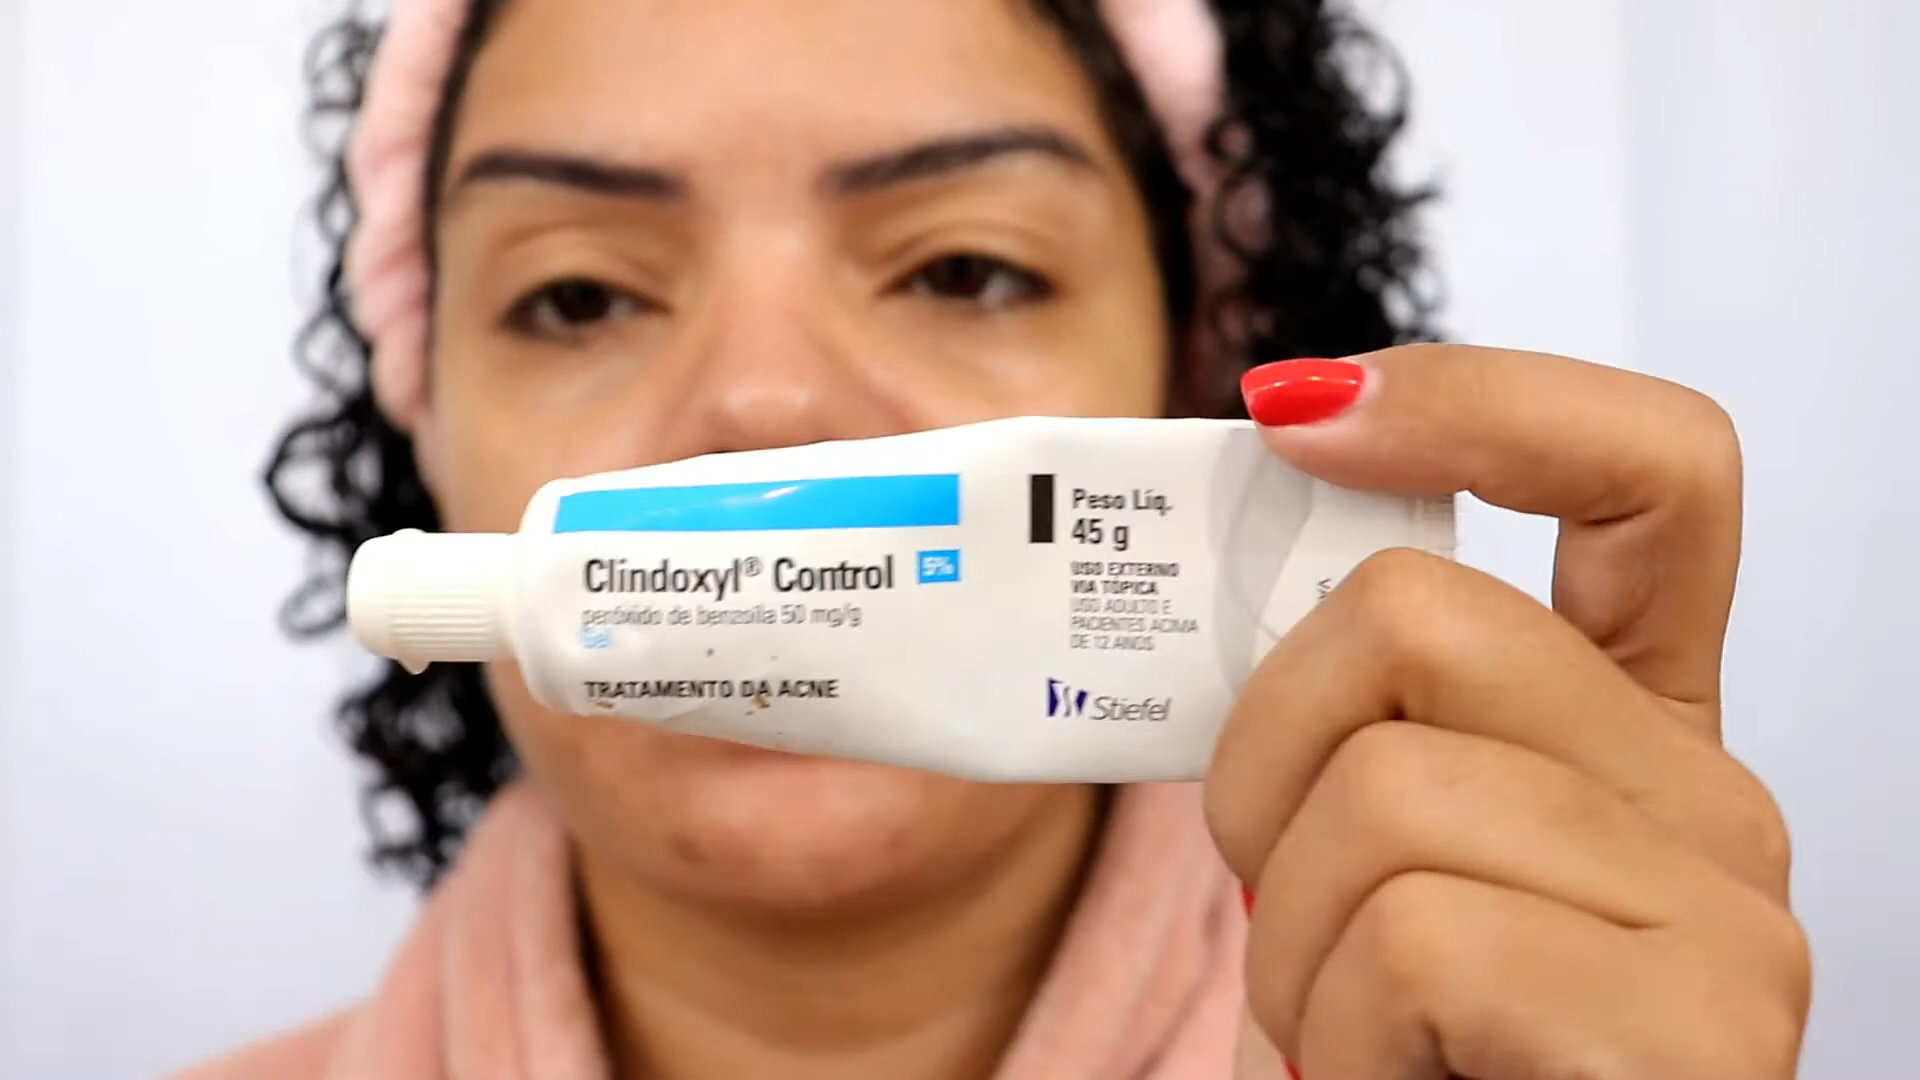 Clindoxyl® Control 5%
peróxido de benzoíla 50 mg/g
Gel
TRATAMENTO DA ACNE
Peso Líq.
45 g
USO EXTERNO
VIA TÓPICA
USO ADULTO E
PACIENTES ACIMA
DE 12 ANOS
Stiefel